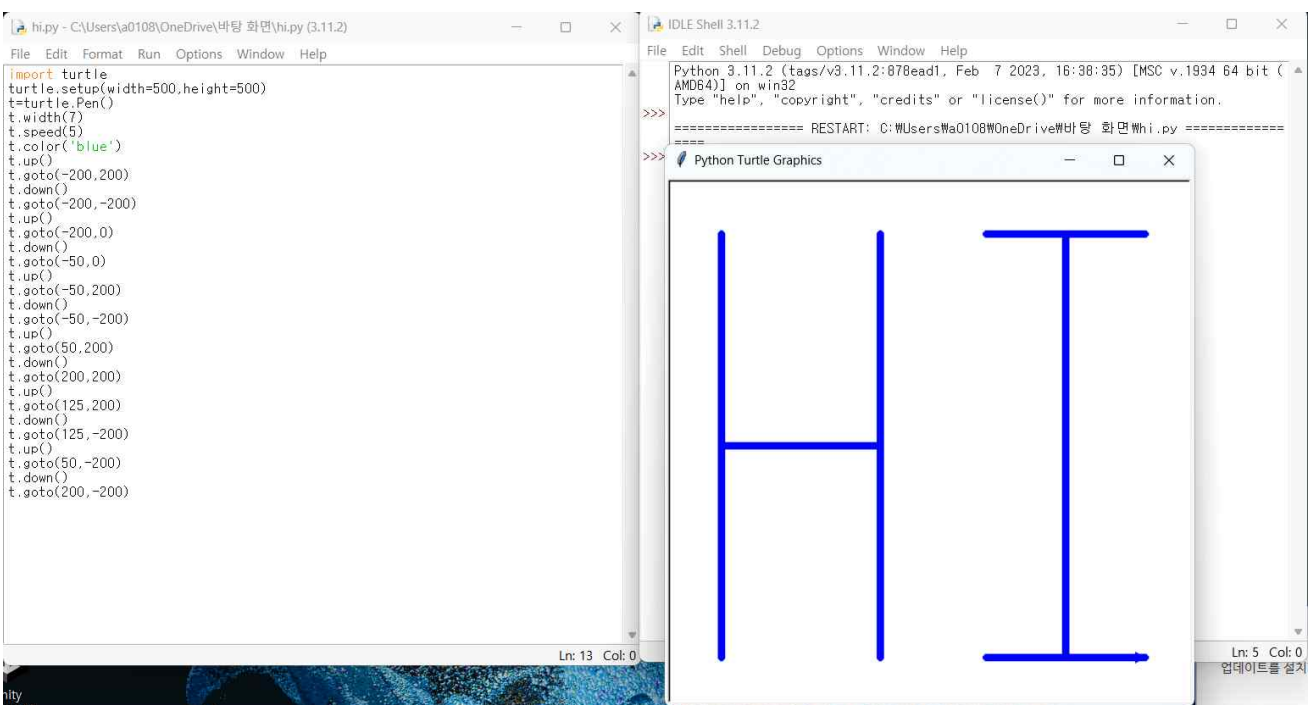 hi.py - C:\Users\a0108\OneDrive\바탕 화면\hi.py (3.11.2)
File Edit Format Run Options Window Help
import turtle
turtle.setup(width=500,height=500)
t=turtle.Pen()
t.width(7)
t.speed(5)
t.color('blue')
t.up()
t.goto(-200,200)
t.down()
t.goto(-200,-200)
t.up()
t.goto(-200,0)
t.down()
t.goto(-50,0)
t.up()
t.goto(-50,200)
t.down()
t.goto(-50,-200)
t.up()
t.goto(50,200)
t.down()
t.goto(200,200)
t.up()
t.goto(125,200)
t.down()
t.goto(125,-200)
t.up()
t.goto(50,-200)
t.down()
t.goto(200,-200)
Ln: 13 Col: 0
nity
IDLE Shell 3.11.2
File Edit Shell Debug Options Window Help
Python 3.11.2 (tags/v3.11.2:878ead1, Feb 7 2023, 16:38:35) [MSC v.1934 64 bit (
AMD64)] on win32
Type "help", "copyright", "credits" or "license()" for more information.
>>>
================= RESTART: C:₩Users₩a0108₩OneDrive₩바탕 화면₩hi.py =============
====
>>>
Python Turtle Graphics
HI
Ln: 5 Col: 0
업데이트를 설치